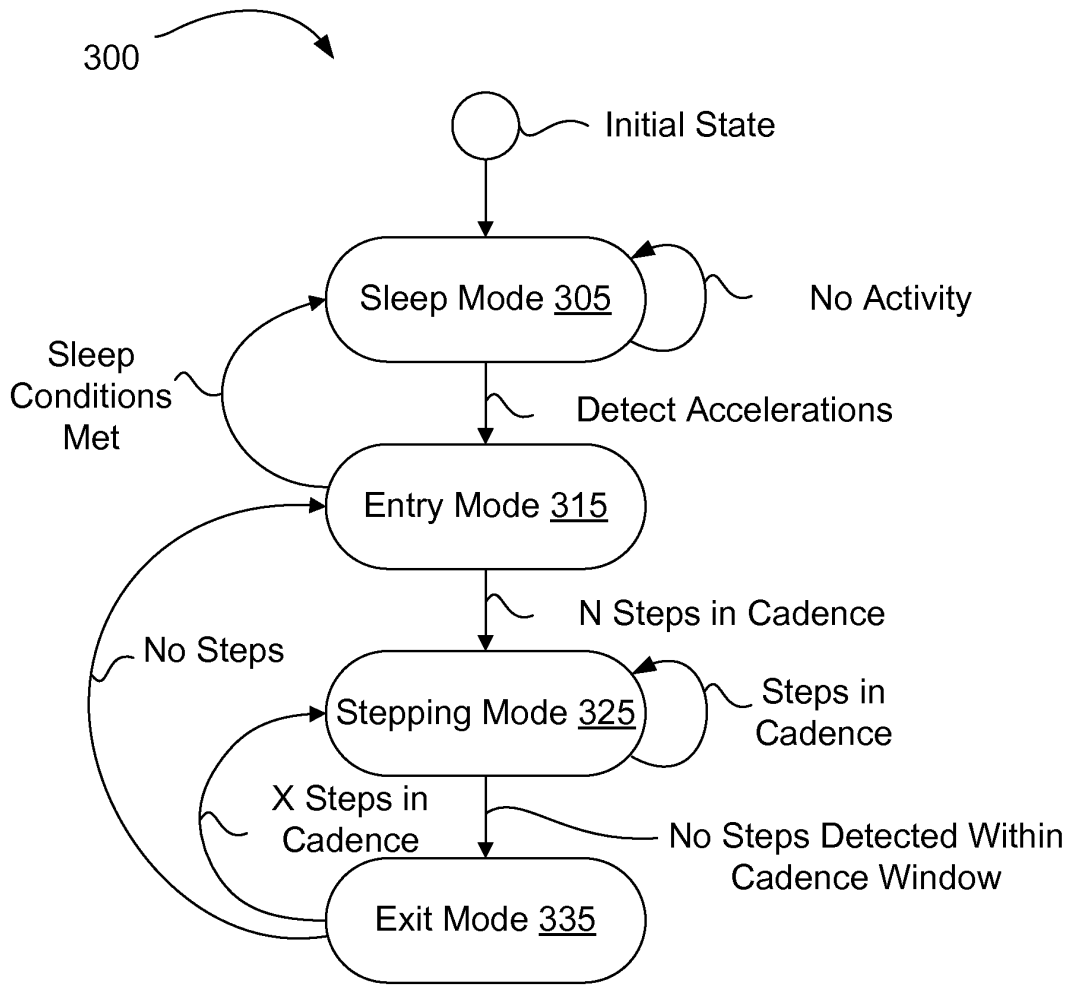 300
Initial State
Sleep Mode 305
No Activity
Sleep
Conditions
Met
Detect Accelerations
Entry Mode 315
N Steps in Cadence
No Steps
Stepping Mode 325
Steps in
Cadence
X Steps in
Cadence
No Steps Detected Within
Cadence Window
Exit Mode 335